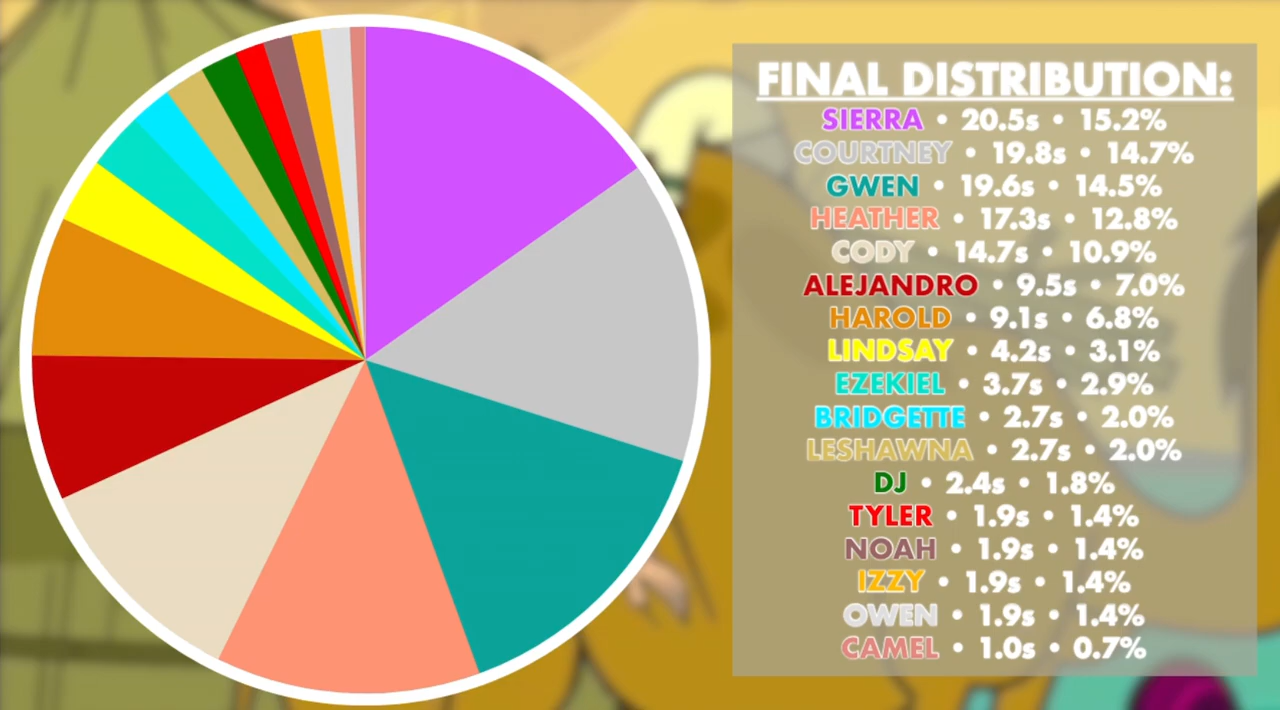 FINAL DISTRIBUTION:
SIERRA • 20.5s • 15.2%
COURTNEY • 19.8s • 14.7%
GWEN • 19.6s • 14.5%
HEATHER • 17.3s • 12.8%
CODY • 14.7s • 10.9%
ALEJANDRO • 9.5s • 7.0%
HAROLD • 9.1s • 6.8%
LINDSAY • 4.2s • 3.1%
EZEKIEL • 3.7s • 2.9%
BRIDGETTE • 2.7s • 2.0%
LESHAWNA • 2.7s • 2.0%
DJ • 2.4s • 1.8%
TYLER • 1.9s • 1.4%
NOAH • 1.9s • 1.4%
IZZY • 1.9s • 1.4%
OWEN • 1.9s • 1.4%
CAMEL • 1.0s • 0.7%